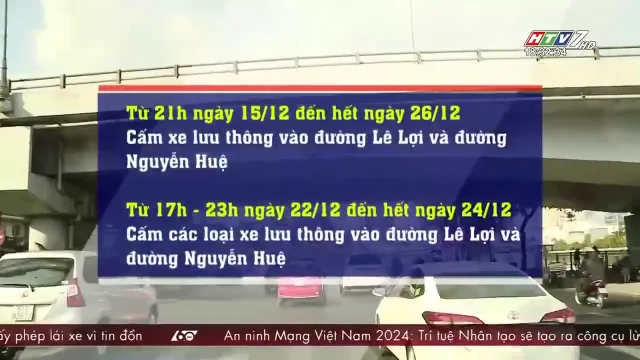 HTV7 HD
Từ 21h ngày 15/12 đến hết ngày 26/12
Cấm xe lưu thông vào đường Lê Lợi và đường
Nguyễn Huệ
Từ 17h - 23h ngày 22/12 đến hết ngày 24/12
Cấm các loại xe lưu thông vào đường Lê Lợi và
đường Nguyễn Huệ
ấy phép lái xe vì tin đồn 60 An ninh Mạng Việt Nam 2024: Trí tuệ Nhân tạo sẽ tạo ra công cụ lừ